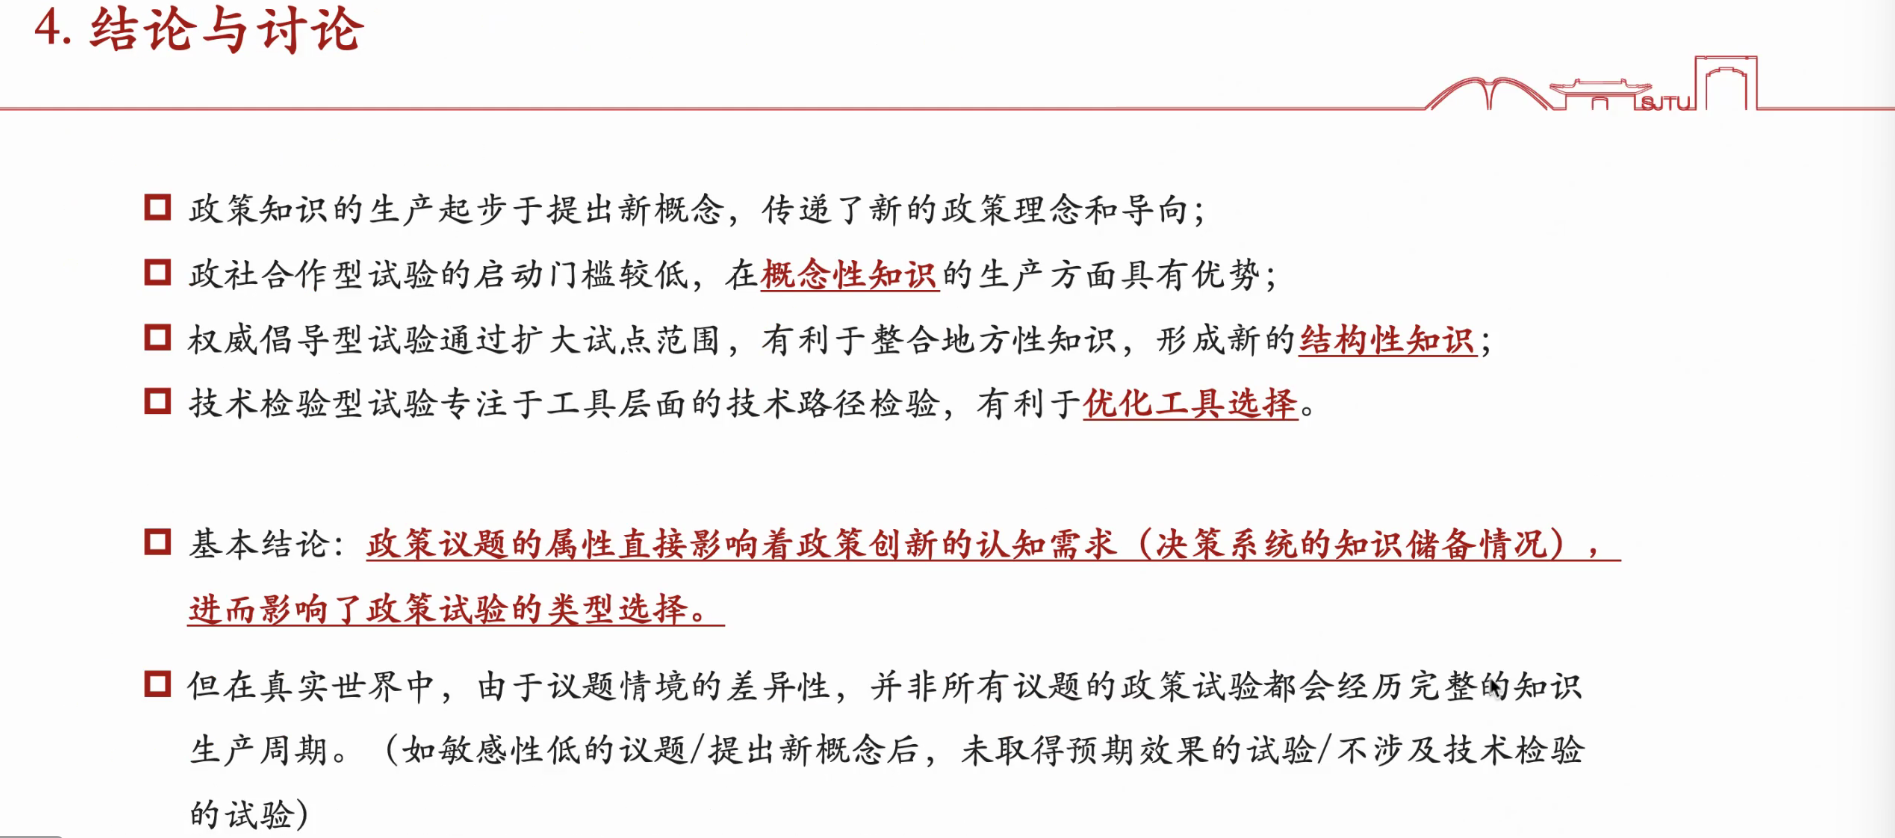 4. 结论与讨论
SJTU
政策知识的生产起步于提出新概念，传递了新的政策理念和导向；
政社合作型试验的启动门槛较低，在概念性知识的生产方面具有优势；
权威倡导型试验通过扩大试点范围，有利于整合地方性知识，形成新的结构性知识；
技术检验型试验专注于工具层面的技术路径检验，有利于优化工具选择。
基本结论：政策议题的属性直接影响着政策创新的认知需求（决策系统的知识储备情况），
进而影响了政策试验的类型选择。
但在真实世界中，由于议题情境的差异性，并非所有议题的政策试验都会经历完整的知识
生产周期。（如敏感性低的议题/提出新概念后，未取得预期效果的试验/不涉及技术检验
的试验)